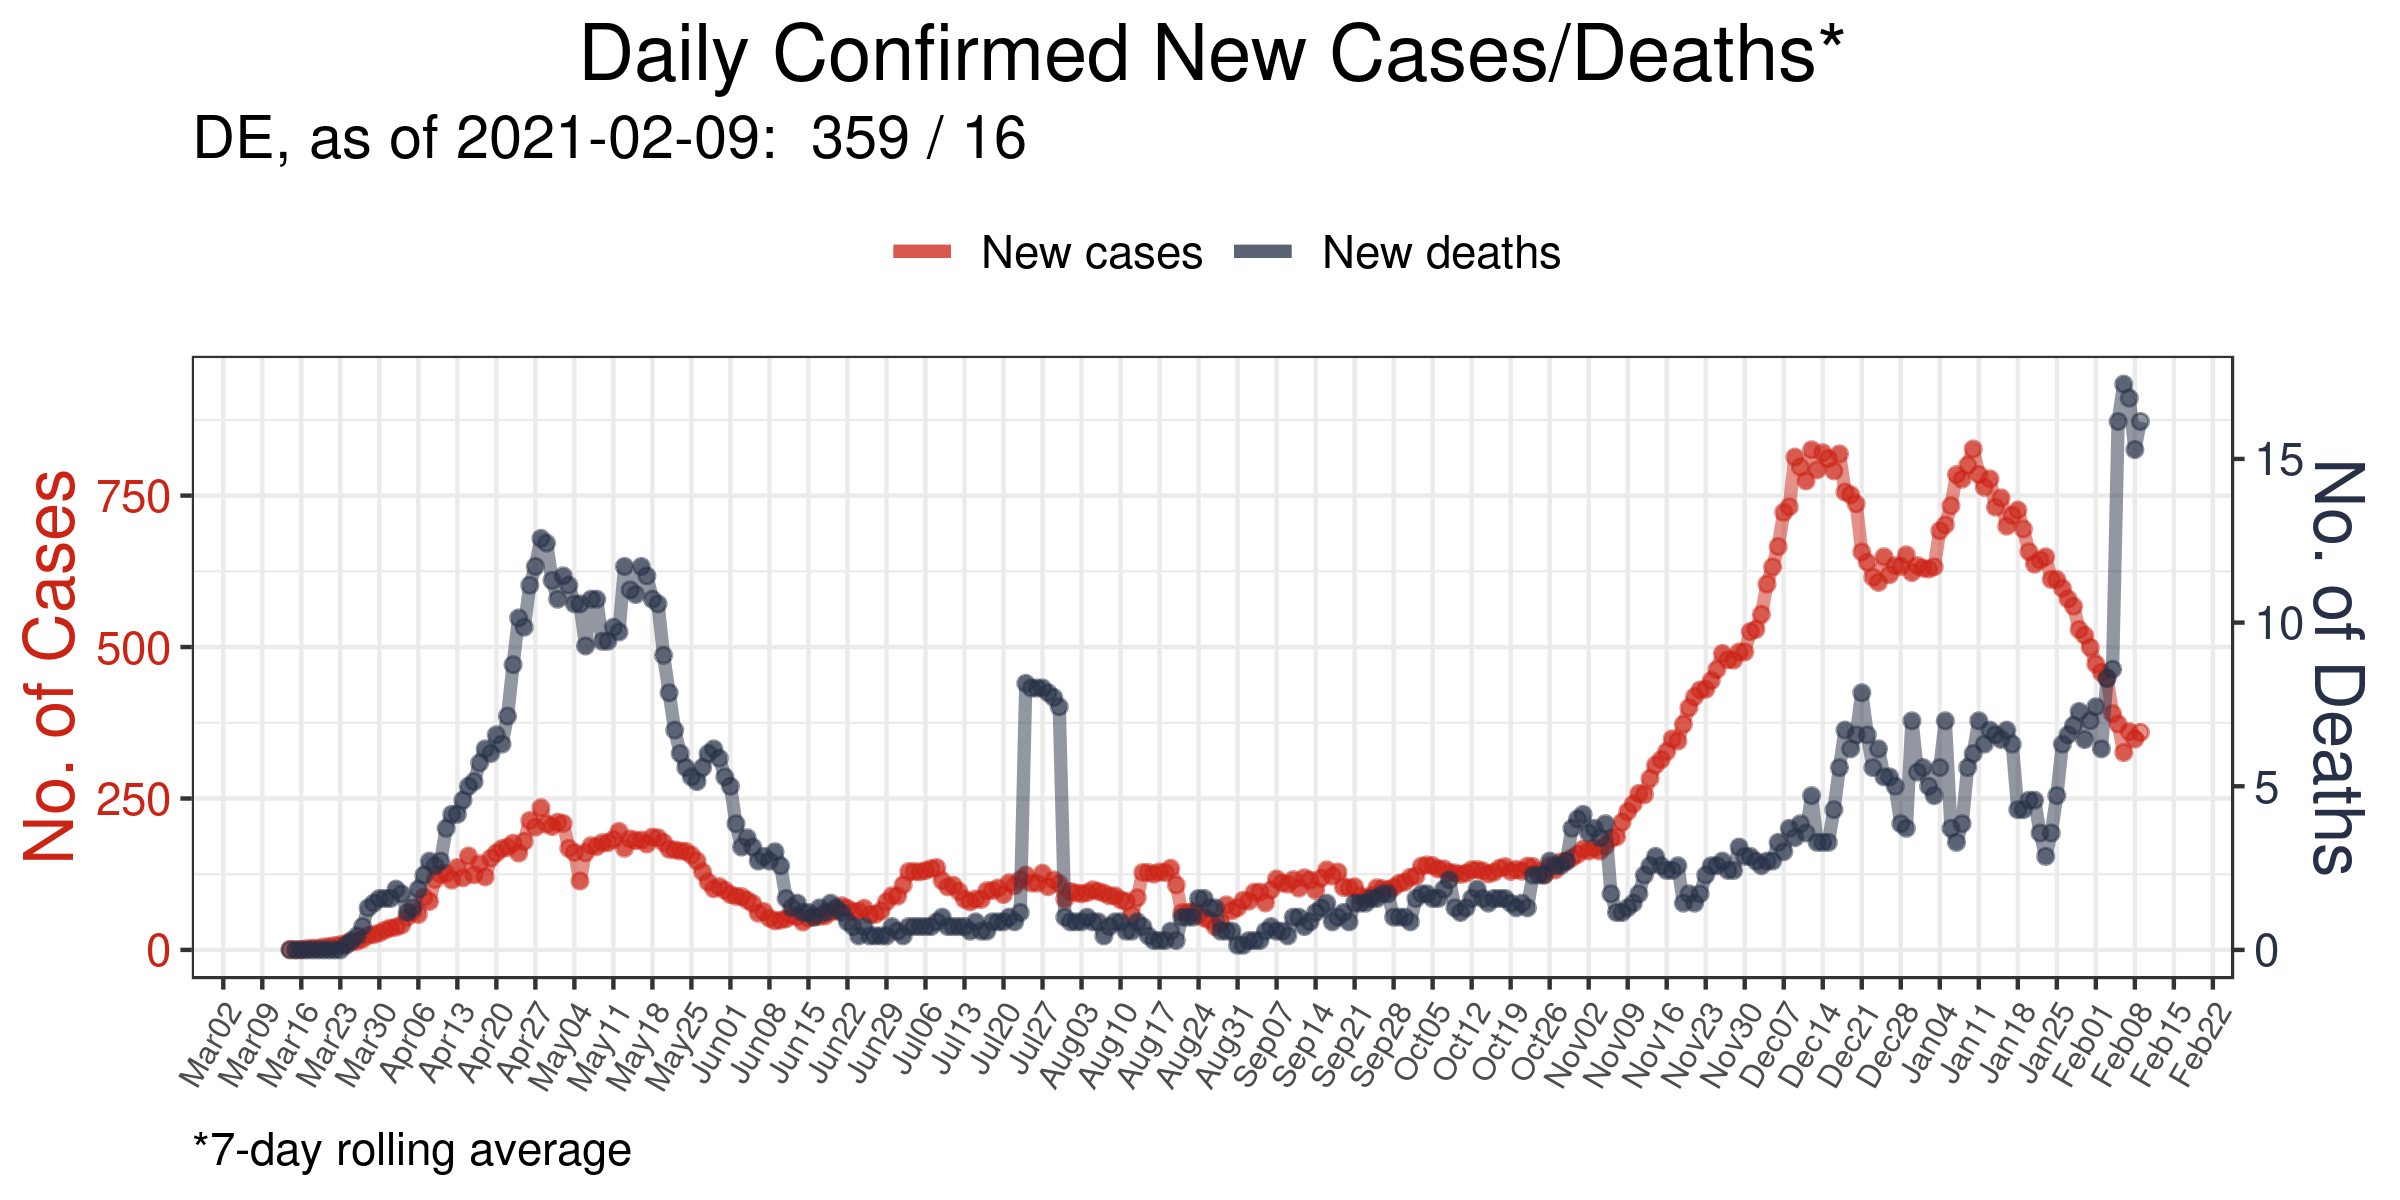 Daily Confirmed New Cases/Deaths*
DE, as of 2021-02-09:  359 / 16
New cases
New deaths
No. of Cases
750
500
250
0
15
10
5
0
No. of Deaths
Mar02
Mar09
Mar16
Mar23
Mar30
Apr06
Apr13
Apr20
Apr27
May04
May11
May18
May25
Jun01
Jun08
Jun15
Jun22
Jun29
Jul06
Jul13
Jul20
Jul27
Aug03
Aug10
Aug17
Aug24
Aug31
Sep07
Sep14
Sep21
Sep28
Oct05
Oct12
Oct19
Oct26
Nov02
Nov09
Nov16
Nov23
Nov30
Dec07
Dec14
Dec21
Dec28
Jan04
Jan11
Jan18
Jan25
Feb01
Feb08
Feb15
Feb22
*7-day rolling average